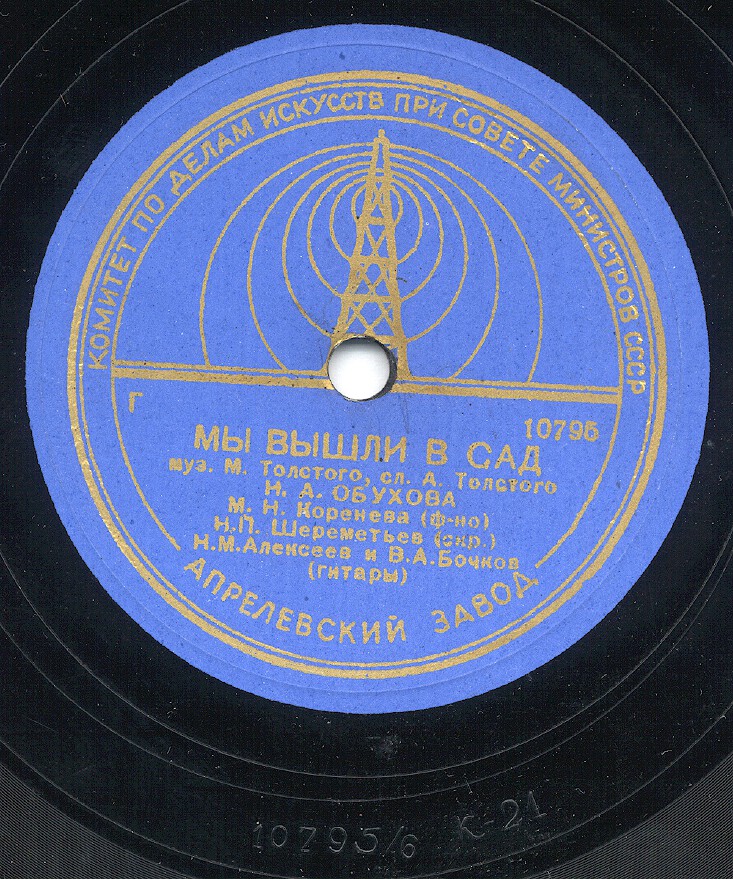 КОМИТЕТ ПО ДЕЛАМ ИСКУССТВ ПРИ СОВЕТЕ МИНИСТРОВ СССР
Г
10795
МЫ ВЫШЛИ В САД
муз. М. Толстого, сл. А. Толстого
Н. А. ОБУХОВА
М. Н. Коренева (ф-но)
Н.П. Шереметьев (скр.)
Н.М.Алексеев и В.А.Бочков
(гитары)
АПРЕЛЕВСКИЙ ЗАВОД
10795/6 К-21